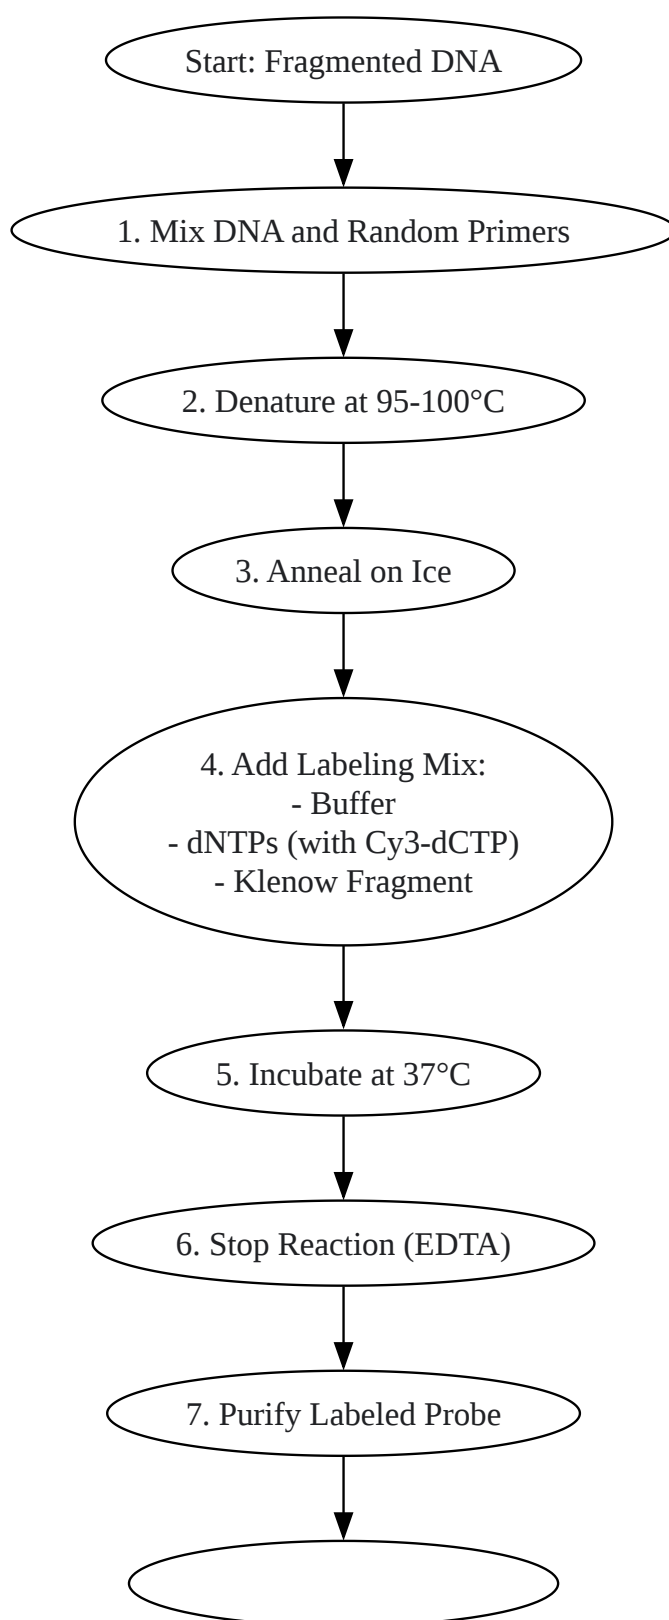 Start: Fragmented DNA
1. Mix DNA and Random Primers
2. Denature at 95-100°C
3. Anneal on Ice
4. Add Labeling Mix:
- Buffer
- dNTPs (with Cy3-dCTP)
- Klenow Fragment
5. Incubate at 37°C
6. Stop Reaction (EDTA)
7. Purify Labeled Probe